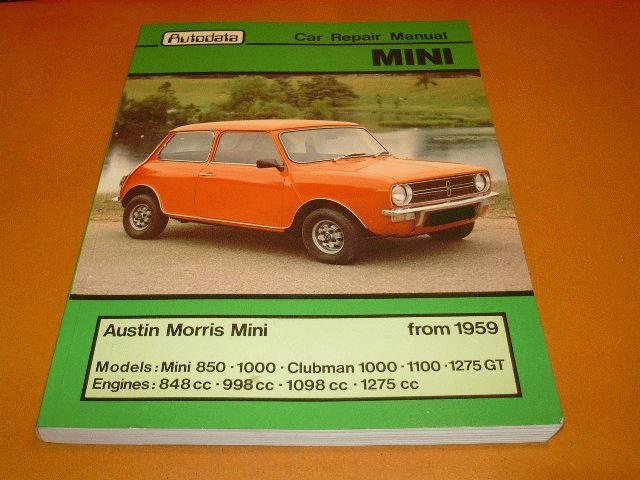 Autodata
Car Repair Manual
MINI
Austin Morris Mini from 1959
Models: Mini 850 · 1000 · Clubman 1000 · 1100 · 1275 GT
Engines: 848 cc · 998 cc · 1098 cc · 1275 cc